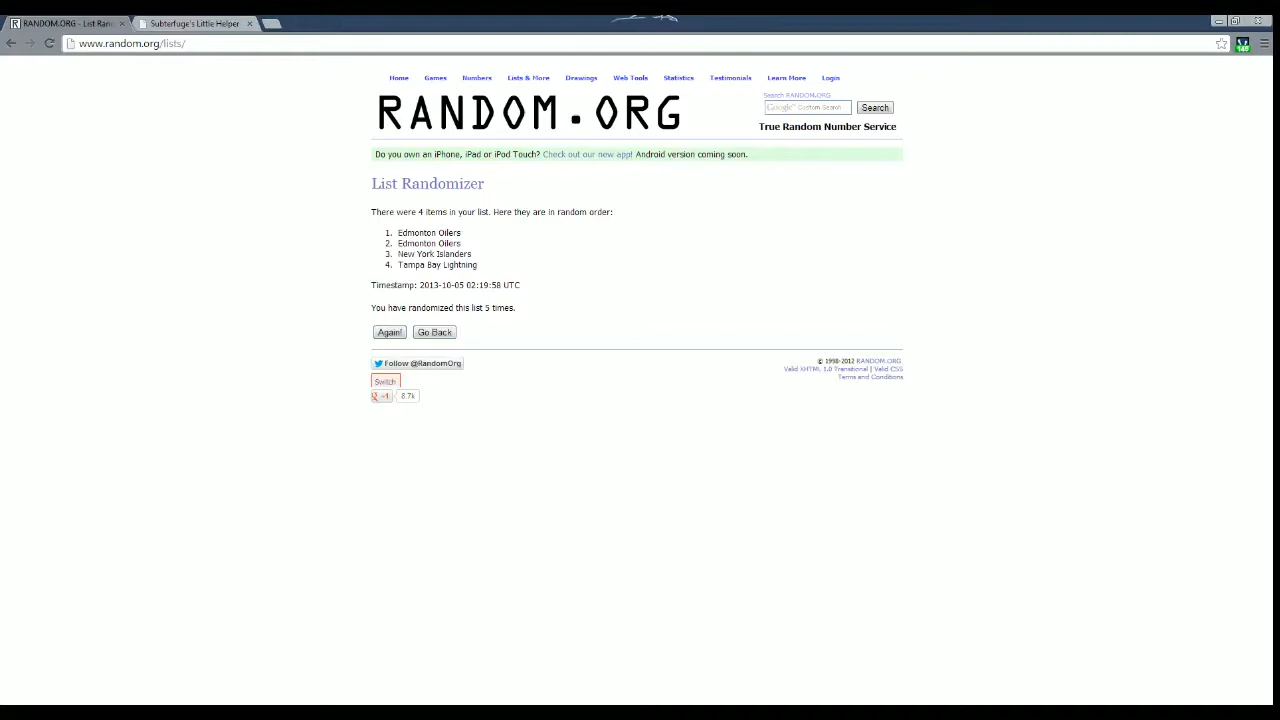 RANDOM.ORG - List Ran
Subterfuge's Little Helper
www.random.org/lists/
Home Games Numbers Lists & More Drawings Web Tools Statistics Testimonials Learn More Login
RANDOM.ORG
Search RANDOM.ORG
Google™ Custom Search
Search
True Random Number Service
Do you own an iPhone, iPad or iPod Touch? Check out our new app! Android version coming soon.
List Randomizer
There were 4 items in your list. Here they are in random order:
1. Edmonton Oilers
2. Edmonton Oilers
3. New York Islanders
4. Tampa Bay Lightning
Timestamp: 2013-10-05 02:19:58 UTC
You have randomized this list 5 times.
Again! Go Back
Follow @RandomOrg
Switch
+1 8.7k
© 1998-2012 RANDOM.ORG
Valid XHTML 1.0 Transitional | Valid CSS
Terms and Conditions